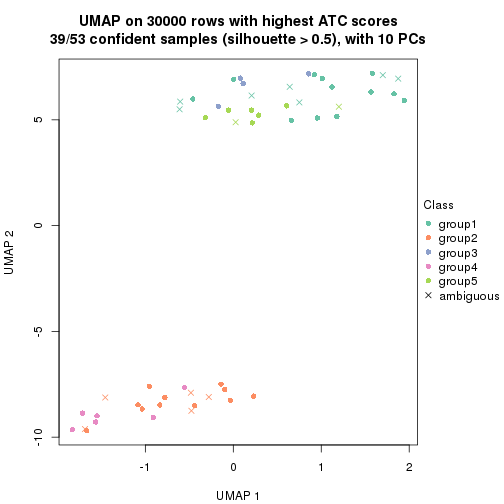 UMAP on 30000 rows with highest ATC scores
39/53 confident samples (silhouette > 0.5), with 10 PCs
5
0
-5
-10
UMAP 2
-1
0
1
2
UMAP 1
Class
group1
group2
group3
group4
group5
ambiguous